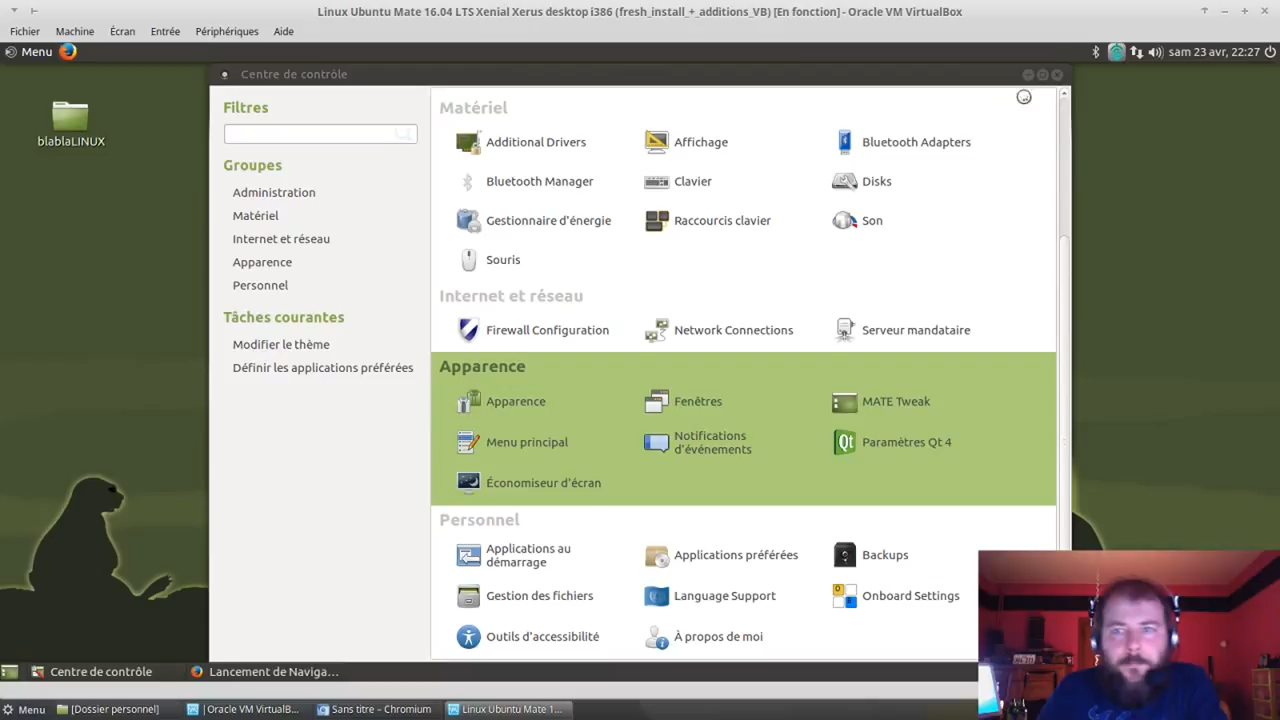 Linux Ubuntu Mate 16.04 LTS Xenial Xerus desktop i386 (fresh_install_+_additions_VB) [En fonction] - Oracle VM VirtualBox
Fichier Machine Écran Entrée Périphériques Aide
Menu sam 23 avr, 22:27
blablaLINUX
Centre de contrôle
Filtres
Groupes
Administration
Matériel
Internet et réseau
Apparence
Personnel
Tâches courantes
Modifier le thème
Définir les applications préférées
Matériel
Additional Drivers Affichage Bluetooth Adapters
Bluetooth Manager Clavier Disks
Gestionnaire d'énergie Raccourcis clavier Son
Souris
Internet et réseau
Firewall Configuration Network Connections Serveur mandataire
Apparence
Apparence Fenêtres MATE Tweak
Menu principal Notifications
d'événements Paramètres Qt 4
Économiseur d'écran
Personnel
Applications au
démarrage Applications préférées Backups
Gestion des fichiers Language Support Onboard Settings
Outils d'accessibilité À propos de moi
Centre de contrôle Lancement de Naviga...
Menu [Dossier personnel] | Oracle VM VirtualB... Sans titre – Chromium Linux Ubuntu Mate 1...